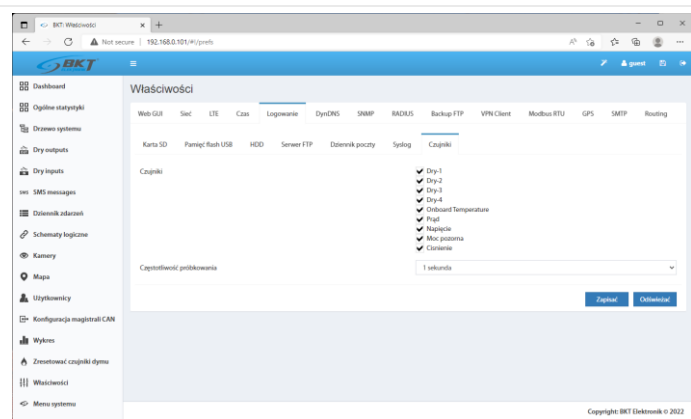 BKT: Właściwości
Not secure | 192.168.0.101/#!/prefs
BKT
guest
Dashboard
Ogólne statystyki
Drzewo systemu
Dry outputs
Dry inputs
SMS SMS messages
Dziennik zdarzeń
Schematy logiczne
Kamery
Mapa
Użytkownicy
Konfiguracja magistrali CAN
Wykres
Zresetować czujniki dymu
Właściwości
Menu systemu
Właściwości
Web GUI Sieć LTE Czas Logowanie DynDNS SNMP RADIUS Backup FTP VPN Client Modbus RTU GPS SMTP Routing
Karta SD Pamięć flash USB HDD Serwer FTP Dziennik poczty Syslog Czujniki
Czujniki
Dry-1
Dry-2
Dry-3
Dry-4
Onboard Temperature
Prąd
Napięcie
Moc pozorna
Cisnienie
Częstotliwość próbkowania
1 sekunda
Zapisać Odświeżać
Copyright: BKT Elektronik © 2022